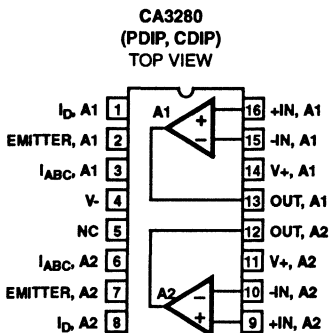 CA3280
(PDIP, CDIP)
TOP VIEW
ID, A1 1
EMITTER, A1 2
IABC, A1 3
V- 4
NC 5
IABC, A2 6
EMITTER, A2 7
ID, A2 8
A1
+
−
A2
−
+
16 +IN, A1
15 -IN, A1
14 V+, A1
13 OUT, A1
12 OUT, A2
11 V+, A2
10 -IN, A2
9 +IN, A2